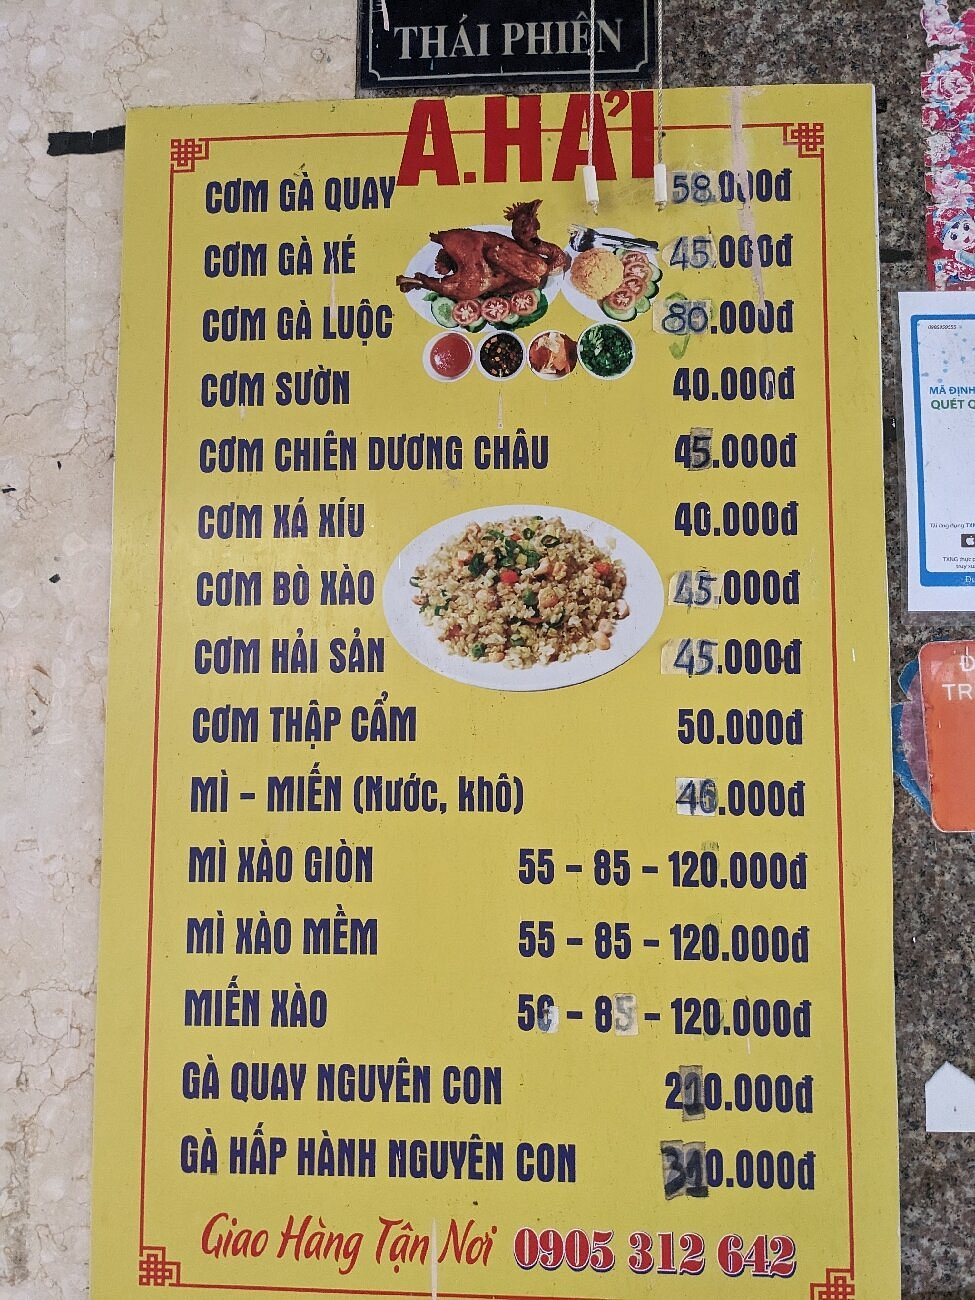 THÁI PHIÊN
A.HẢI
CƠM GÀ QUAY 58.000đ
CƠM GÀ XÉ 45.000đ
CƠM GÀ LUỘC 80.000đ
CƠM SƯỜN 40.000đ
CƠM CHIÊN DƯƠNG CHÂU 45.000đ
CƠM XÁ XÍU 40.000đ
CƠM BÒ XÀO 45.000đ
CƠM HẢI SẢN 45.000đ
CƠM THẬP CẨM 50.000đ
MÌ – MIẾN (Nước, khô)
MÌ XÀO GIÒN 55 – 85 – 120.000đ
MÌ XÀO MỀM 55 – 85 – 120.000đ
MIẾN XÀO – 85 – 120.000đ
GÀ QUAY NGUYÊN CON 210.000đ
GÀ HẤP HÀNH NGUYÊN CON 310.000đ
Giao Hàng Tận Nơi 0905 312 642
MÃ ĐỊNH
QUÉT